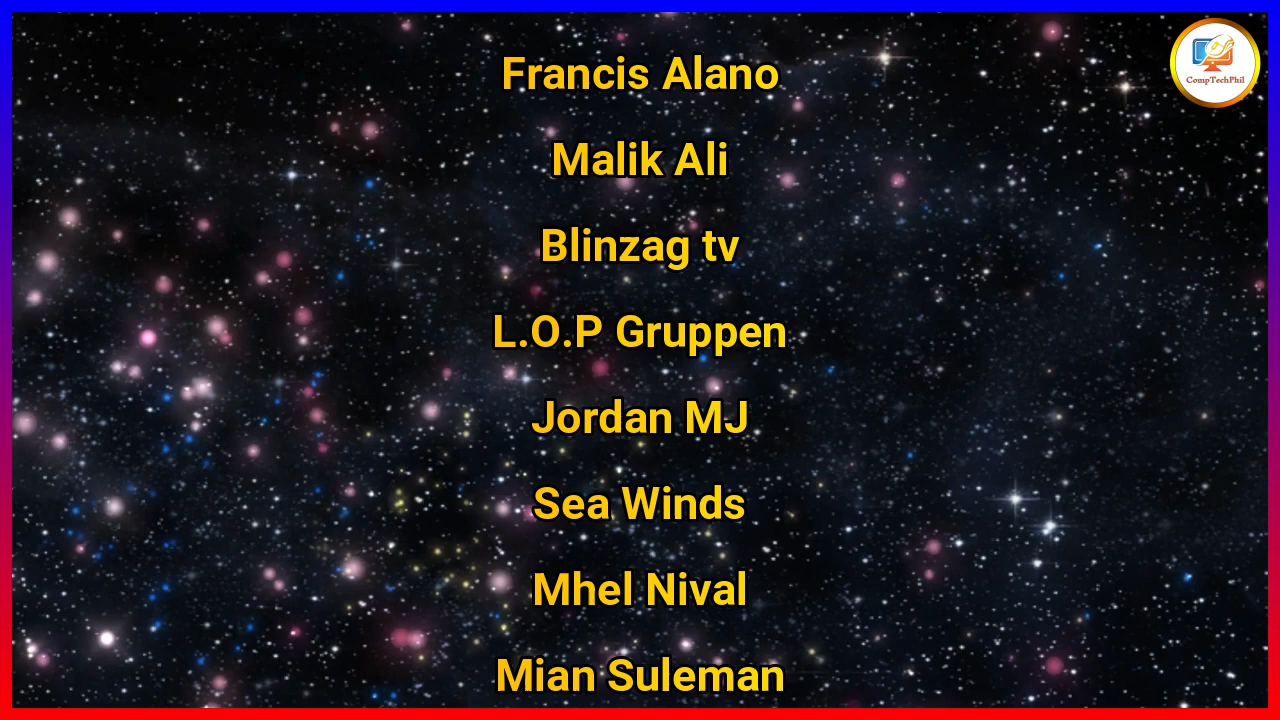 Francis Alano
CompTechPhil
Malik Ali
Blinzag tv
L.O.P Gruppen
Jordan MJ
Sea Winds
Mhel Nival
Mian Suleman